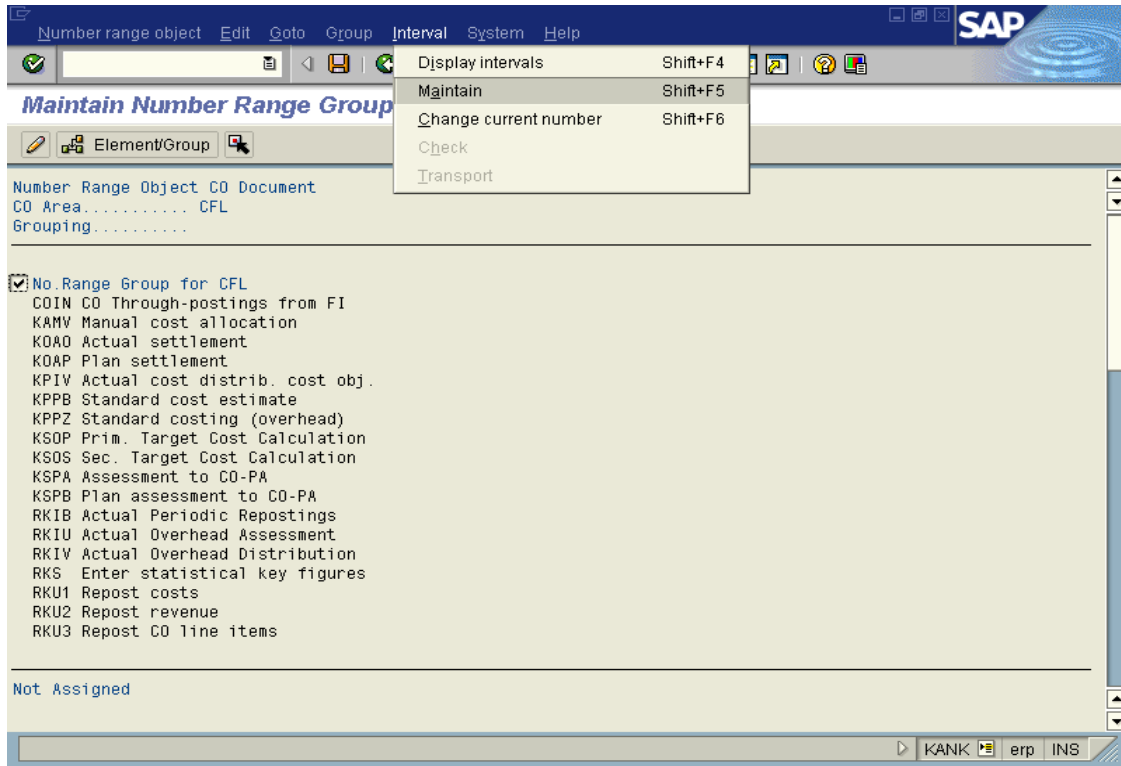 Number range object Edit Goto Group Interval System Help
SAP
Display intervals Shift+F4
Maintain Shift+F5
Change current number Shift+F6
Check
Transport
Maintain Number Range Group
Element/Group
Number Range Object CO Document
CO Area........... CFL
Grouping..........
No.Range Group for CFL
COIN CO Through-postings from FI
KAMV Manual cost allocation
KOAO Actual settlement
KOAP Plan settlement
KPIV Actual cost distrib. cost obj.
KPPB Standard cost estimate
KPPZ Standard costing (overhead)
KSOP Prim. Target Cost Calculation
KSOS Sec. Target Cost Calculation
KSPA Assessment to CO-PA
KSPB Plan assessment to CO-PA
RKIB Actual Periodic Repostings
RKIU Actual Overhead Assessment
RKIV Actual Overhead Distribution
RKS Enter statistical key figures
RKU1 Repost costs
RKU2 Repost revenue
RKU3 Repost CO line items
Not Assigned
KANK erp INS